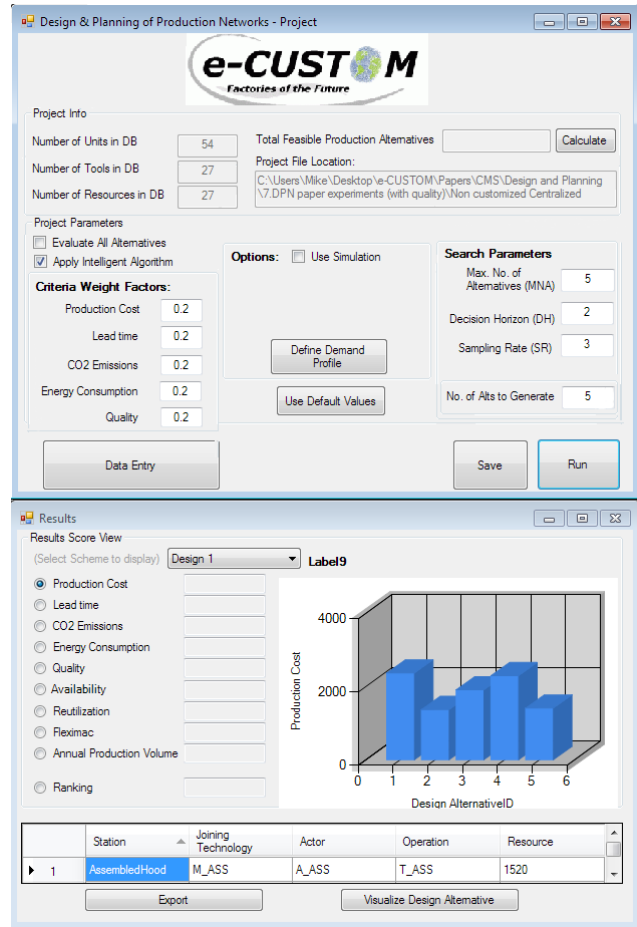 Design & Planning of Production Networks - Project
e-CUSTOM
Factories of the Future
Project Info
Number of Units in DB 54 Total Feasible Production Alternatives Calculate
Number of Tools in DB 27 Project File Location:
Number of Resources in DB 27 C:\Users\Mike\Desktop\e-CUSTOM\Papers\CMS\Design and Planning
\7.DPN paper experiments (with quality)\Non customized Centralized
Project Parameters
Evaluate All Alternatives
Apply Intelligent Algorithm
Criteria Weight Factors:
Production Cost 0.2
Lead time 0.2
CO2 Emissions 0.2
Energy Consumption 0.2
Quality 0.2
Options: Use Simulation
Define Demand
Profile
Use Default Values
Search Parameters
Max. No. of
Alternatives (MNA) 5
Decision Horizon (DH) 2
Sampling Rate (SR) 3
No. of Alts to Generate 5
Data Entry Save Run
Results
Results Score View
(Select Scheme to display) Design 1 Label9
Production Cost
Lead time
CO2 Emissions
Energy Consumption
Quality
Availability
Reutilization
Fleximac
Annual Production Volume
Ranking
Production Cost
4000
2000
0
0 1 2 3 4 5 6
Design AlternativeID
Station Joining
Technology Actor Operation Resource
1 AssembledHood M_ASS A_ASS T_ASS 1520
Export Visualize Design Alternative